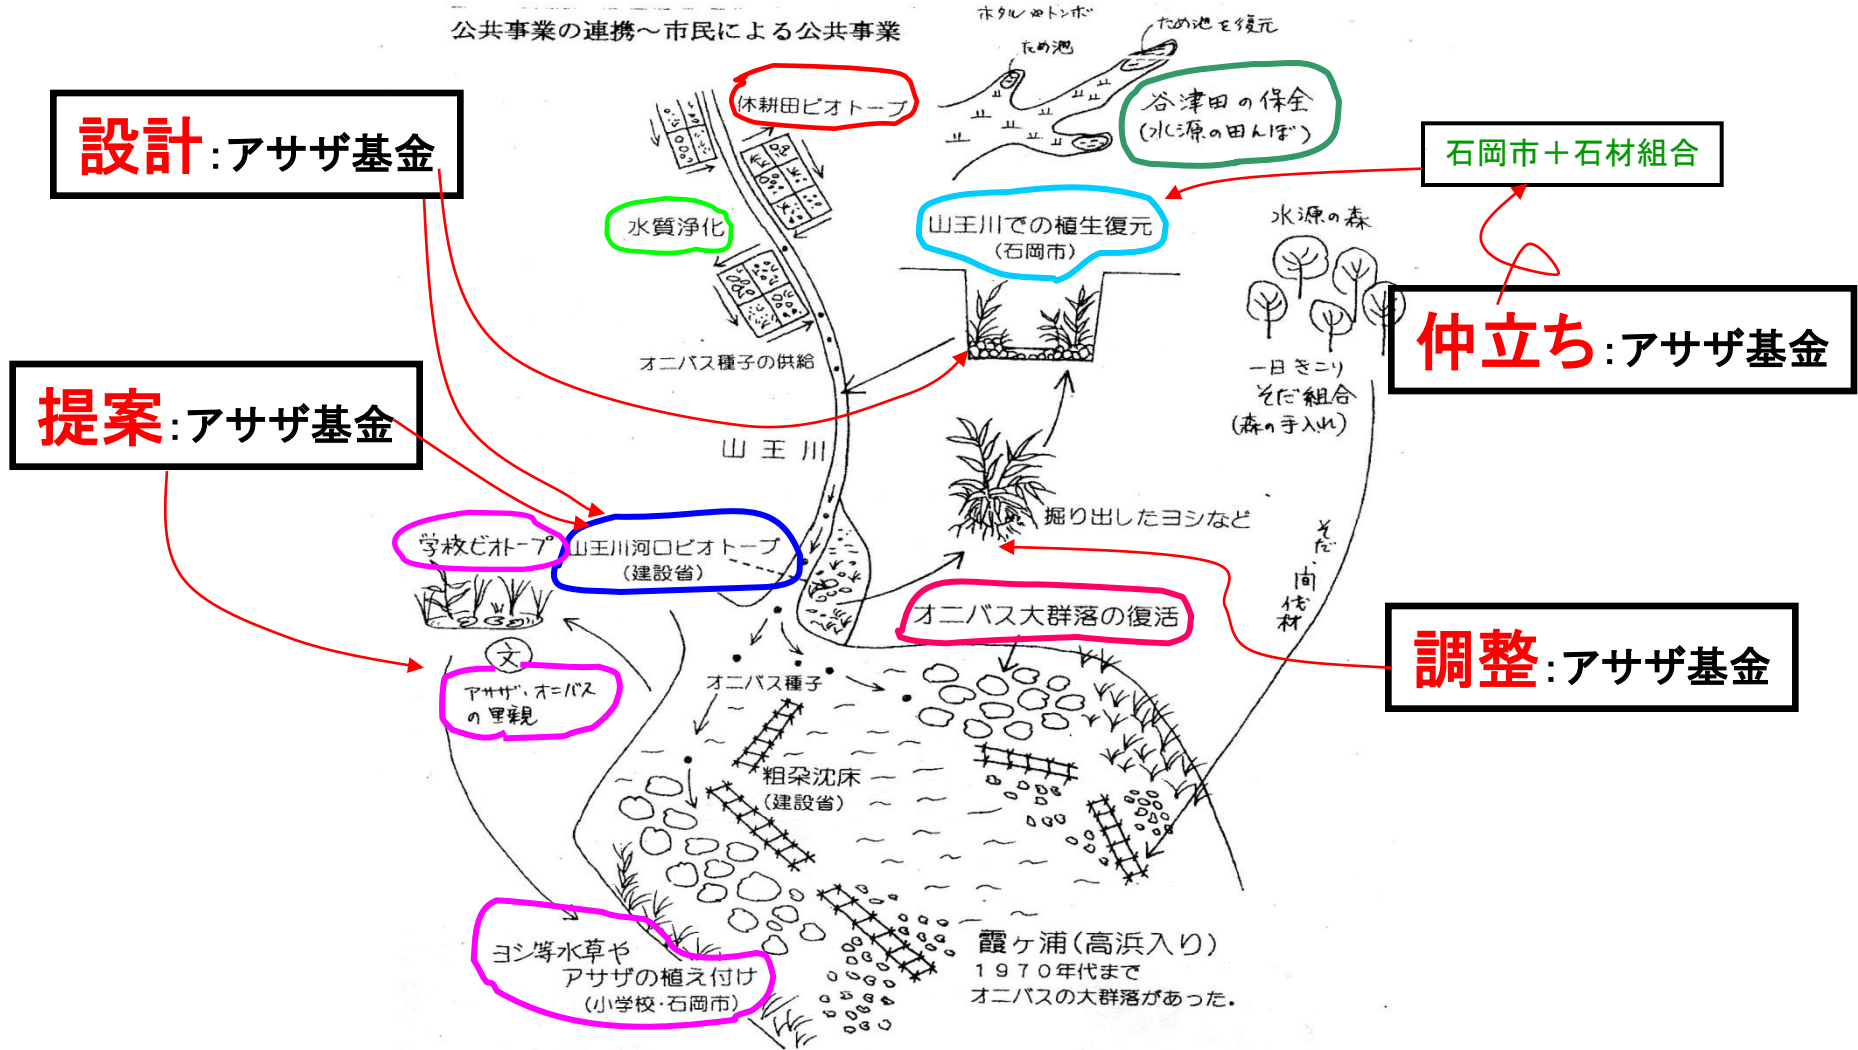 公共事業の連携～市民による公共事業
ホタルやトンボ
ため池を復元
ため池
休耕田ビオトープ
谷津田の保全
(水源の田んぼ)
設計:アサザ基金
石岡市＋石材組合
水質浄化
山王川での植生復元
(石岡市)
水源の森
仲立ち:アサザ基金
オニバス種子の供給
一日きこり
そだ組合
(森の手入れ)
提案:アサザ基金
山王川
掘り出したヨシなど
学校ビオトープ
山王川河口ビオトープ
(建設省)
そだ、間伐材
オニバス大群落の復活
調整:アサザ基金
文
アサザ・オニバス
の里親
オニバス種子
粗朶沈床
(建設省)
ヨシ等水草や
アサザの植え付け
(小学校・石岡市)
霞ヶ浦(高浜入り)
1970年代まで
オニバスの大群落があった。